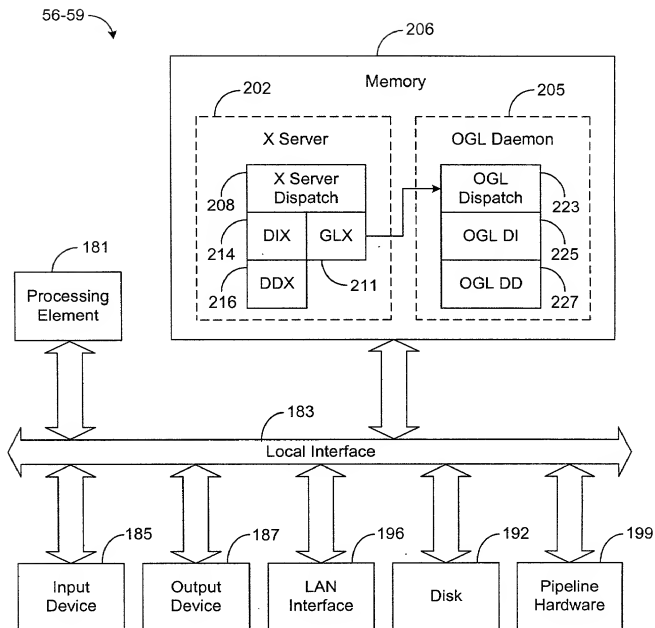 56-59
206
Memory
202
205
X Server
OGL Daemon
X Server
Dispatch
OGL
Dispatch
208
223
DIX
GLX
OGL DI
214
225
DDX
OGL DD
216
211
227
181
Processing
Element
183
Local Interface
185
187
196
192
199
Input
Device
Output
Device
LAN
Interface
Disk
Pipeline
Hardware